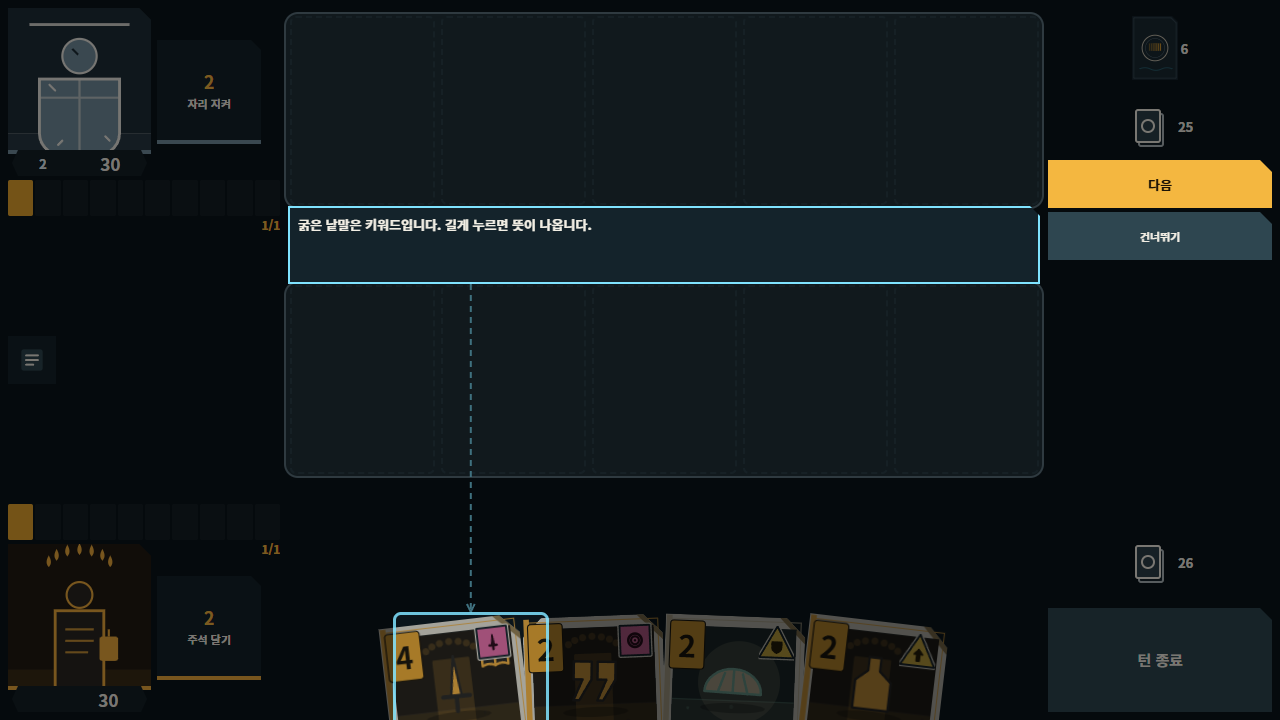 2
자리 지켜
2
30
1/1
굵은 낱말은 키워드입니다. 길게 누르면 뜻이 나옵니다.
6
25
다음
건너뛰기
1/1
2
주석 달기
30
4
2
2
2
26
턴 종료